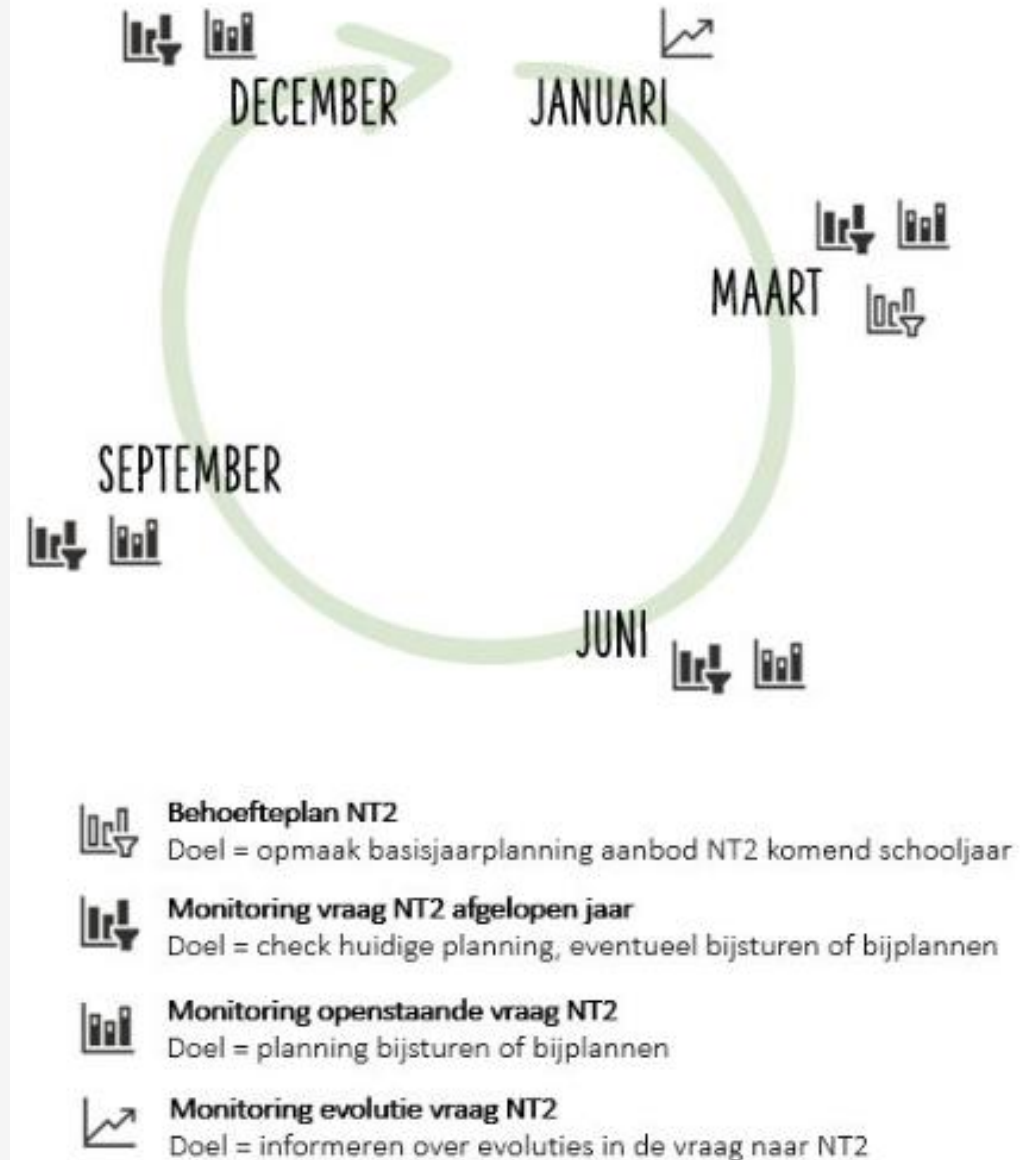 DECEMBER
JANUARI
MAART
SEPTEMBER
JUNI
Behoefteplan NT2
Doel = opmaak basisjaarplanning aanbod NT2 komend schooljaar
Monitoring vraag NT2 afgelopen jaar
Doel = check huidige planning, eventueel bijsturen of bijplannen
Monitoring openstaande vraag NT2
Doel = planning bijsturen of bijplannen
Monitoring evolutie vraag NT2
Doel = informeren over evoluties in de vraag naar NT2